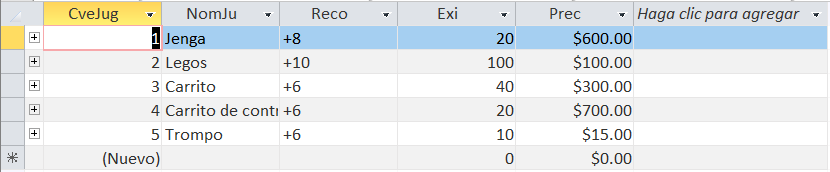 CveJug NomJu Reco Exi Prec Haga clic para agregar
1 Jenga +8 20 $600.00
2 Legos +10 100 $100.00
3 Carrito +6 40 $300.00
4 Carrito de contr +6 20 $700.00
5 Trompo +6 10 $15.00
(Nuevo) 0 $0.00